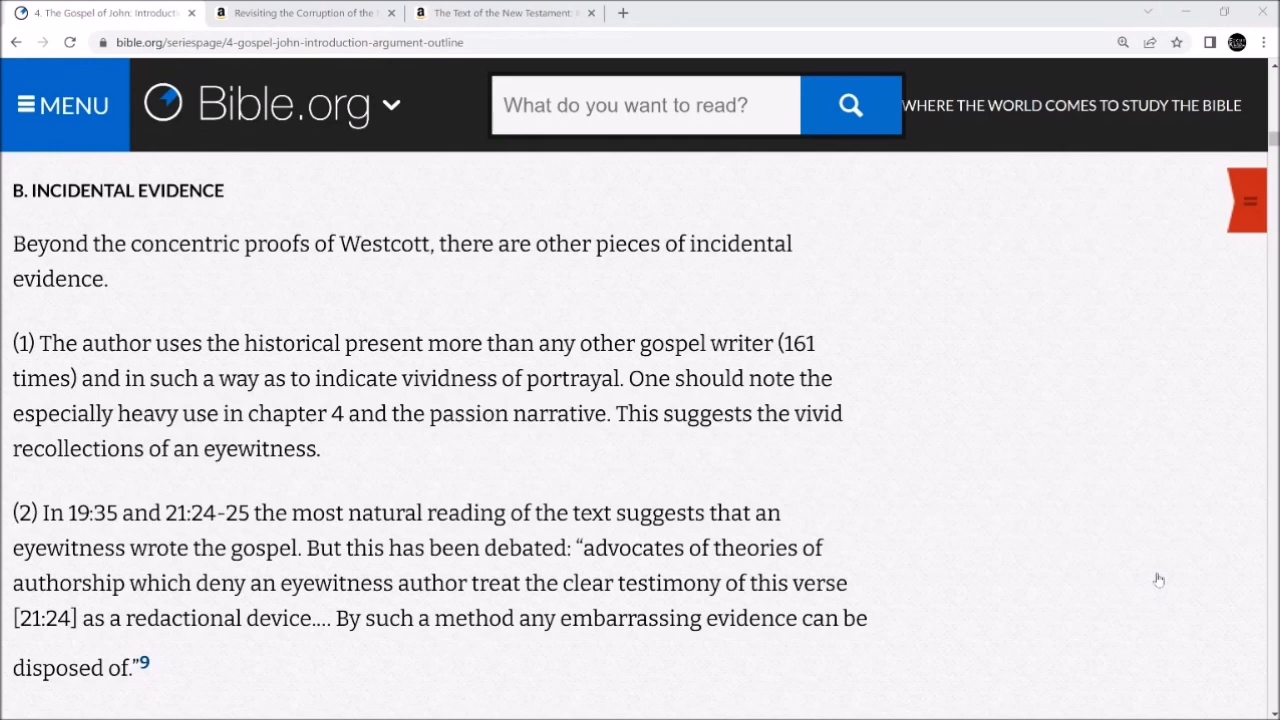 4. The Gospel of John: Introduct
Revisiting the Corruption of the
The Text of the New Testament:
bible.org/seriespage/4-gospel-john-introduction-argument-outline
MENU
Bible.org
What do you want to read?
WHERE THE WORLD COMES TO STUDY THE BIBLE
B. INCIDENTAL EVIDENCE
Beyond the concentric proofs of Westcott, there are other pieces of incidental
evidence.
(1) The author uses the historical present more than any other gospel writer (161
times) and in such a way as to indicate vividness of portrayal. One should note the
especially heavy use in chapter 4 and the passion narrative. This suggests the vivid
recollections of an eyewitness.
(2) In 19:35 and 21:24-25 the most natural reading of the text suggests that an
eyewitness wrote the gospel. But this has been debated: “advocates of theories of
authorship which deny an eyewitness author treat the clear testimony of this verse
[21:24] as a redactional device.... By such a method any embarrassing evidence can be
disposed of.”9